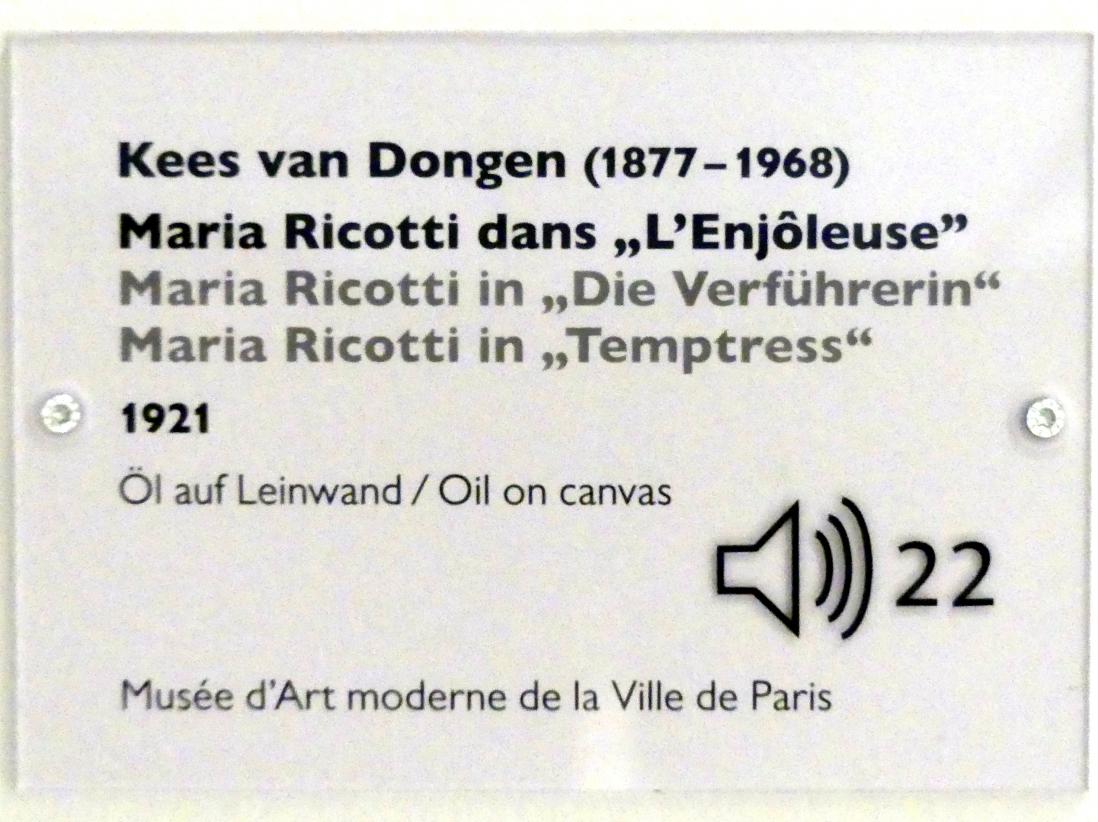 Kees van Dongen (1877–1968)
Maria Ricotti dans „L’Enjôleuse”
Maria Ricotti in „Die Verführerin“
Maria Ricotti in „Temptress“
1921
Öl auf Leinwand / Oil on canvas
22
Musée d’Art moderne de la Ville de Paris